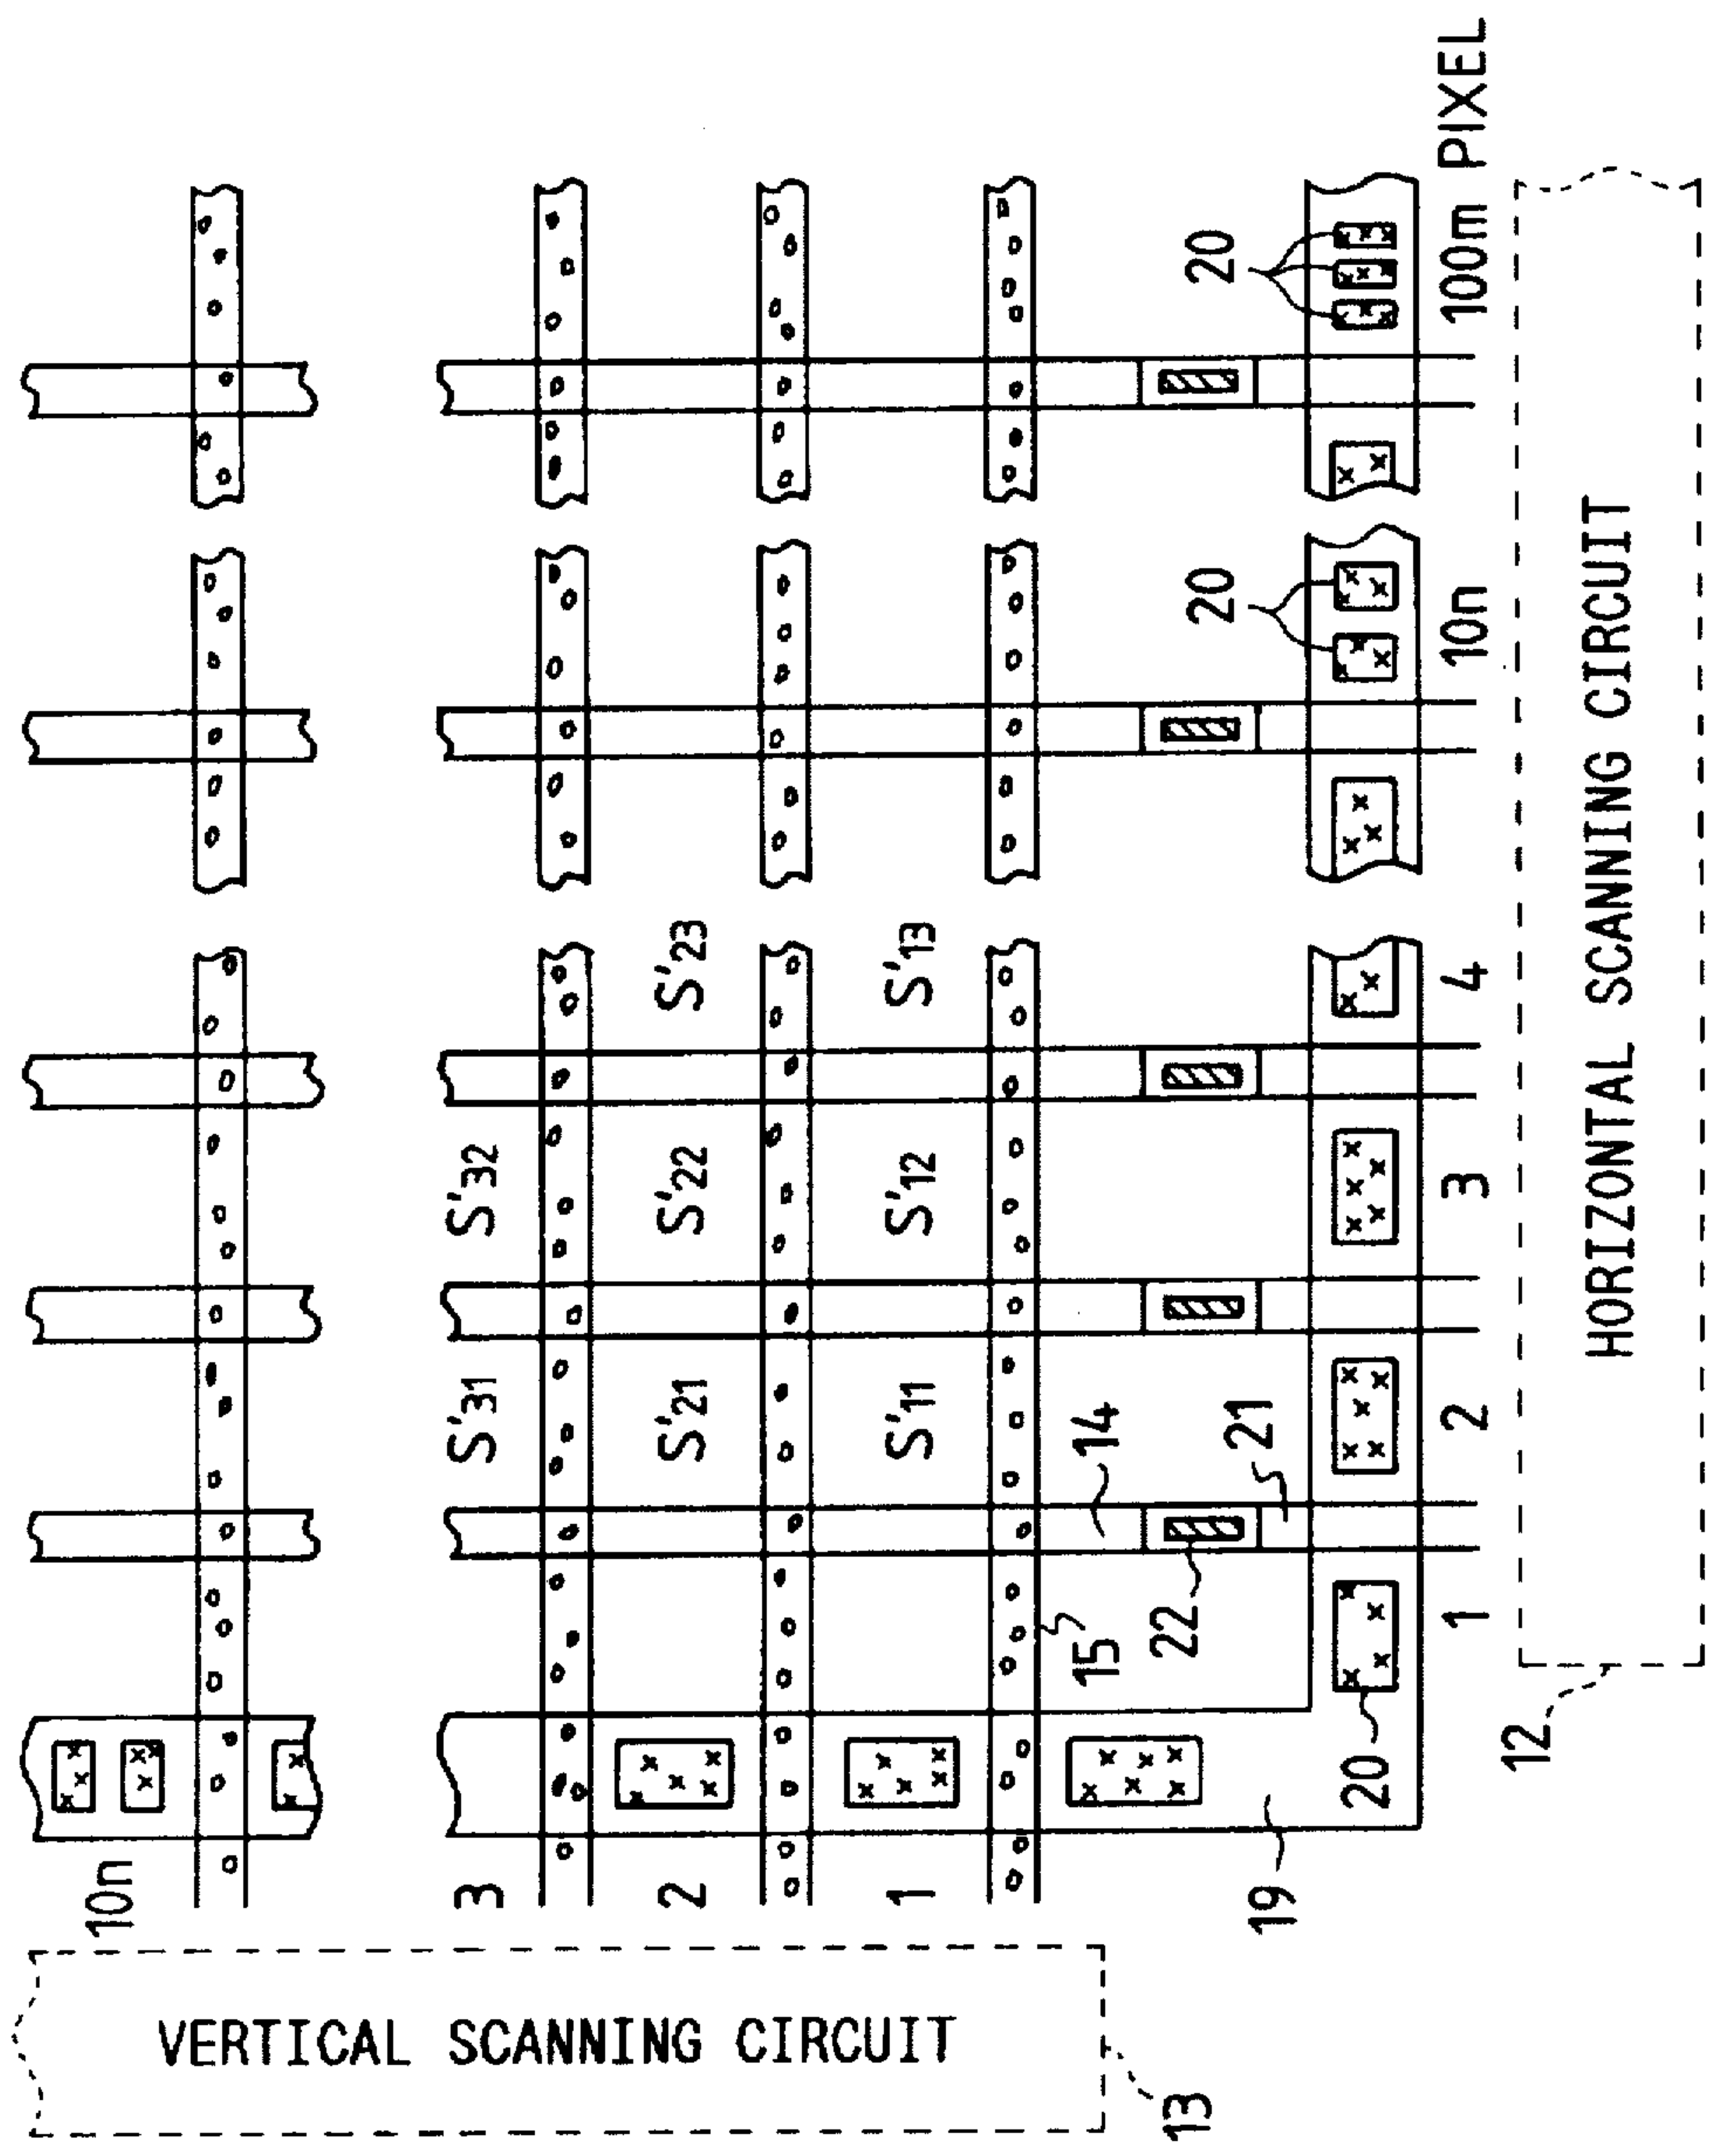 10n
VERTICAL SCANNING CIRCUIT
3 S'31 S'32
2 S'21 S'22 S'23
1 S'11 S'12 S'13
15 14
13 22 20 20
19 21
20
1 2 3 4 10n 100m PIXEL
12
HORIZONTAL SCANNING CIRCUIT